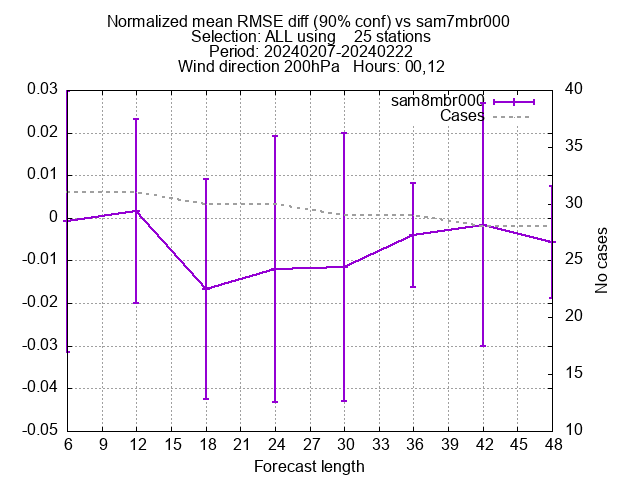 Normalized mean RMSE diff (90% conf) vs sam7mbr000
Selection: ALL using    25 stations
Period: 20240207-20240222
Wind direction 200hPa   Hours: 00,12
sam8mbr000
Cases
0.03
0.02
0.01
0
-0.01
-0.02
-0.03
-0.04
-0.05
40
35
30
25
20
15
10
No cases
6 12 15 18 21 24 27 30 33 36 39 42 45 48
Forecast length